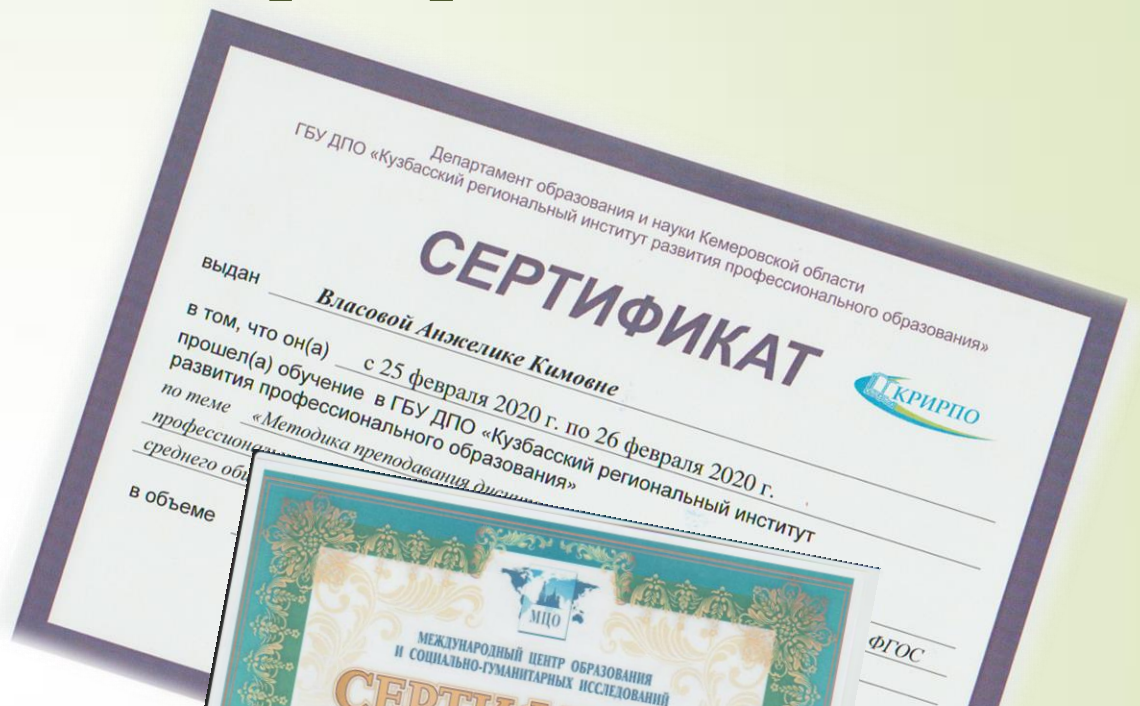 Департамент образования и науки Кемеровской области
ГБУ ДПО «Кузбасский региональный институт развития профессионального образования»
СЕРТИФИКАТ
КРИРПО
выдан Власовой Анжелике Кимовне
в том, что он(а) с 25 февраля 2020 г. по 26 февраля 2020 г.
прошел(а) обучение в ГБУ ДПО «Кузбасский региональный институт
развития профессионального образования»
по теме «Методика преподавания
ФГОС
среднего
в объеме
МЦО
МЕЖДУНАРОДНЫЙ ЦЕНТР ОБРАЗОВАНИЯ
И СОЦИАЛЬНО-ГУМАНИТАРНЫХ ИССЛЕДОВАНИЙ